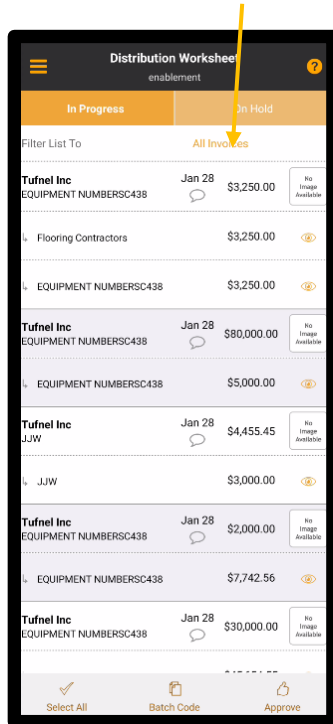 Distribution Worksheet
enablement
?
In Progress
On Hold
Filter List To
All Invoices
Tufnel Inc
EQUIPMENT NUMBERSC438
Jan 28
$3,250.00
No
Image
Available
↳ Flooring Contractors
$3,250.00
↳ EQUIPMENT NUMBERSC438
$3,250.00
Tufnel Inc
EQUIPMENT NUMBERSC438
Jan 28
$80,000.00
No
Image
Available
↳ EQUIPMENT NUMBERSC438
$5,000.00
Tufnel Inc
JJW
Jan 28
$4,455.45
No
Image
Available
↳ JJW
$3,000.00
Tufnel Inc
EQUIPMENT NUMBERSC438
Jan 28
$2,000.00
No
Image
Available
↳ EQUIPMENT NUMBERSC438
$7,742.56
Tufnel Inc
EQUIPMENT NUMBERSC438
Jan 28
$30,000.00
No
Image
Available
Select All
Batch Code
Approve